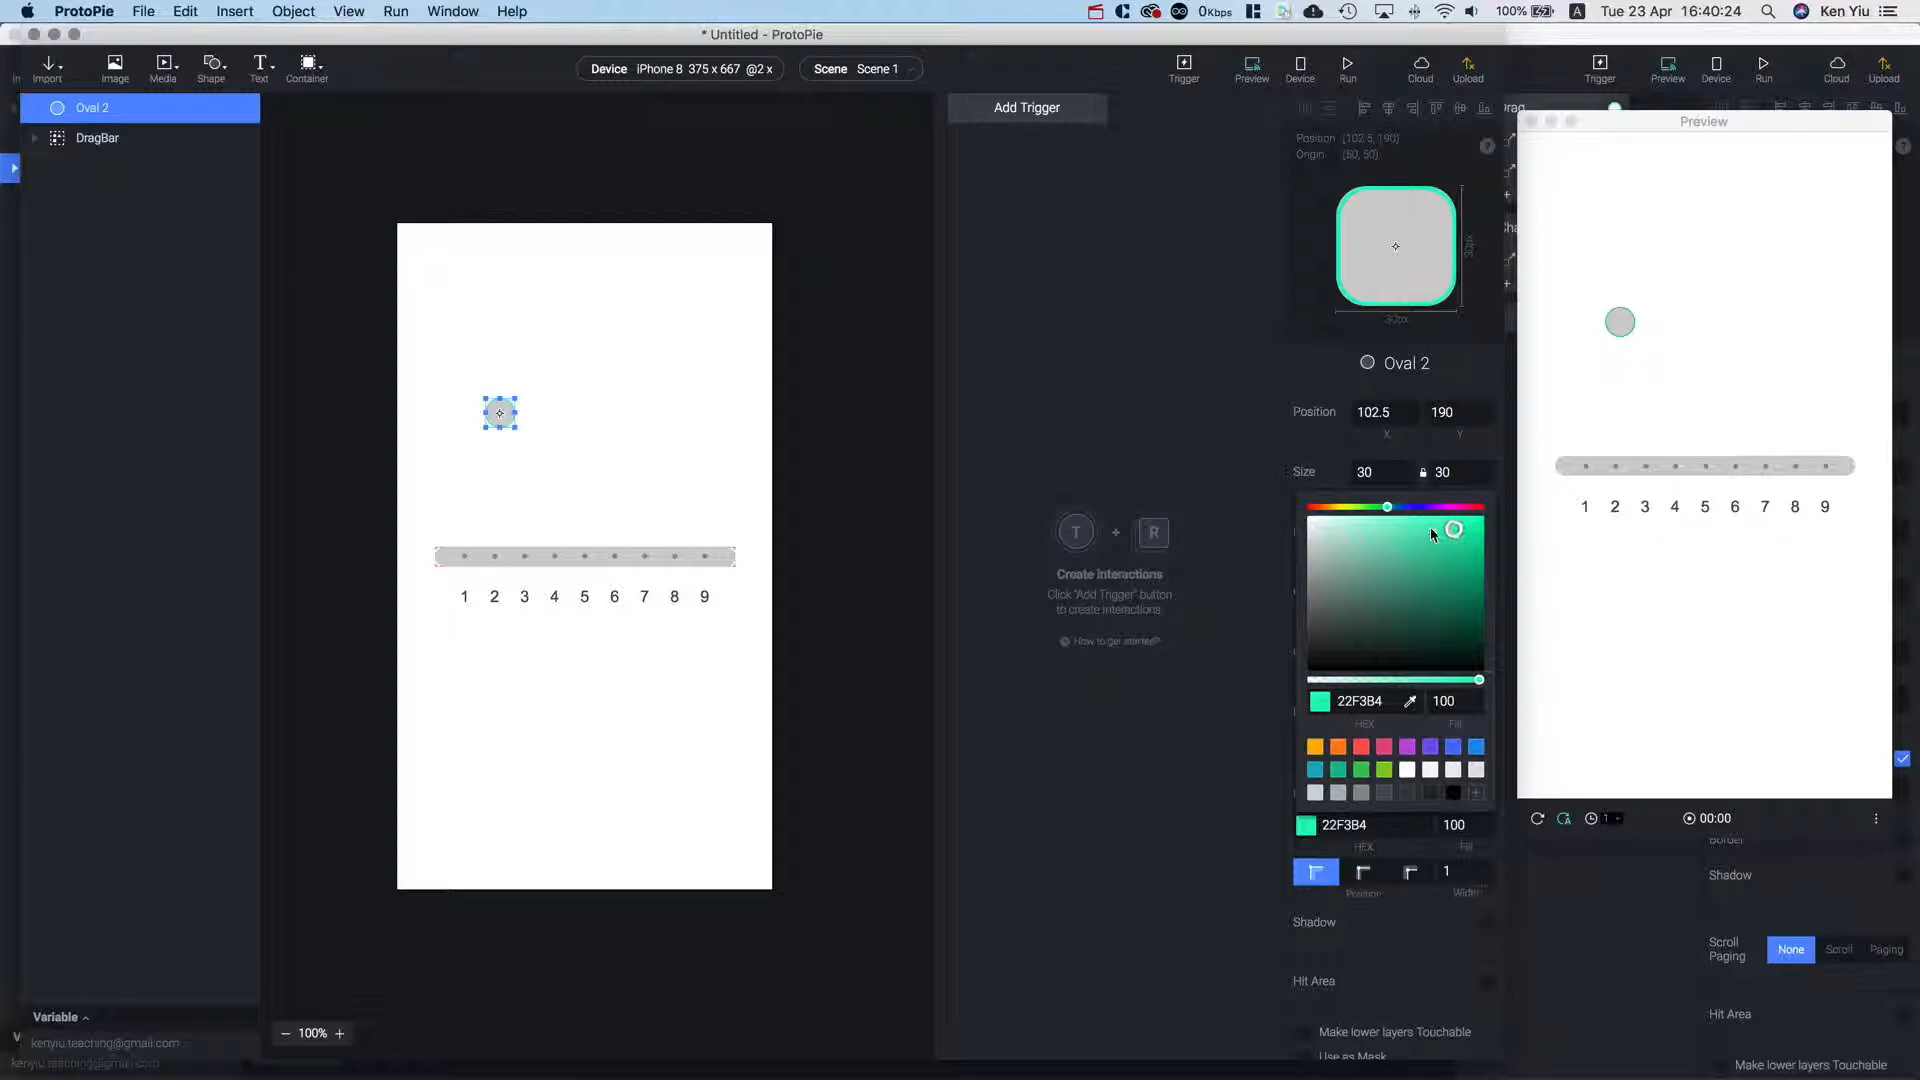 ProtoPie File Edit Insert Object View Run Window Help
0Kbps 100% A Tue 23 Apr 16:40:24 Ken Yiu
* Untitled - ProtoPie
Import Image Media Shape Text Container
Device iPhone 8 375 x 667 @2 x
Scene Scene 1
Trigger Preview Device Run Cloud Upload
Trigger Preview Device Run Cloud Upload
Oval 2
DragBar
Add Trigger
Position (102.5, 190)
Origin (50, 50)
30px
30px
Oval 2
Position 102.5 190
X Y
Size 30 30
22F3B4 100
HEX Fill
22F3B4 100
HEX Fill
1
Position Width
Shadow
Hit Area
Make lower layers Touchable
Use as Mask
T + R
Create interactions
Click "Add Trigger" button
to create interactions
How to get started?
1 2 3 4 5 6 7 8 9
Preview
1 2 3 4 5 6 7 8 9
1 00:00
Border
Shadow
Scroll
Paging
None Scroll Paging
Hit Area
Make lower layers Touchable
Variable
kenyiu.teaching@gmail.com
kenyiu.teaching@gmail.com
100%